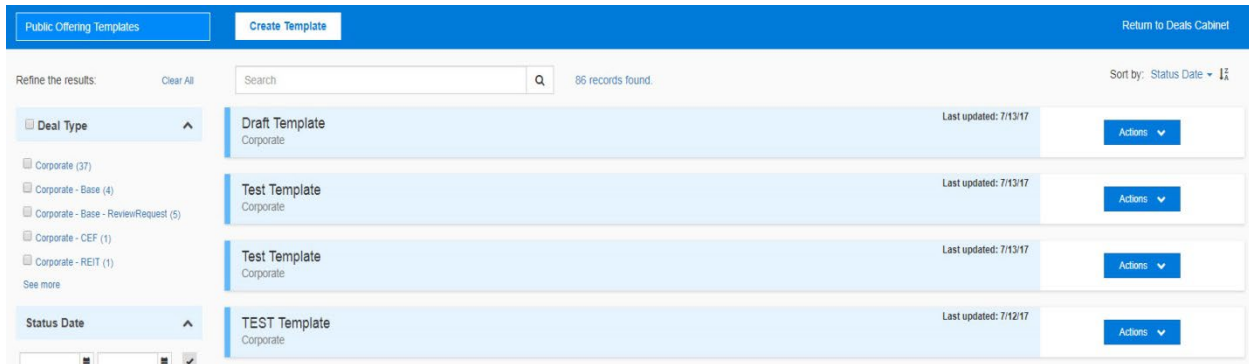 Public Offering Templates
Create Template
Return to Deals Cabinet
Refine the results:
Clear All
Search
86 records found.
Sort by: Status Date
Deal Type
Corporate (37)
Corporate - Base (4)
Corporate - Base - ReviewRequest (5)
Corporate - CEF (1)
Corporate - REIT (1)
See more
Status Date
Draft Template
Corporate
Last updated: 7/13/17
Actions
Test Template
Corporate
Last updated: 7/13/17
Actions
Test Template
Corporate
Last updated: 7/13/17
Actions
TEST Template
Corporate
Last updated: 7/12/17
Actions